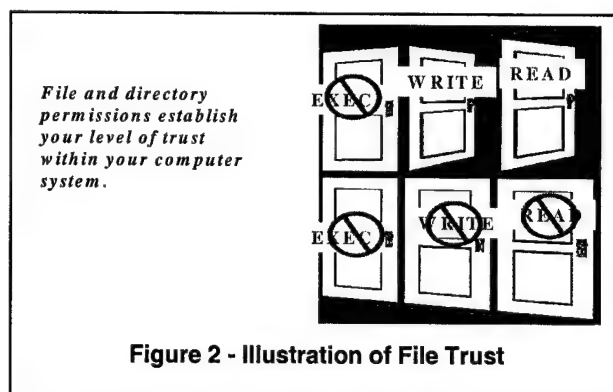 File and directory
permissions establish
your level of trust
within your computer
system.
EXEC WRITE READ
EXEC WRITE READ
Figure 2 - Illustration of File Trust